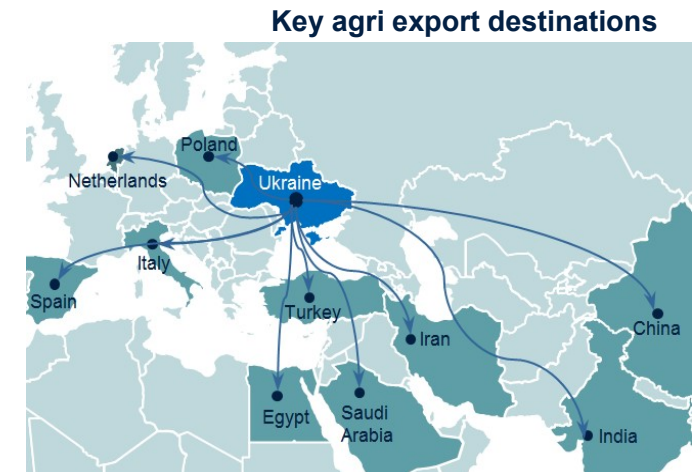 Key agri export destinations
Poland
Netherlands
Ukraine
Italy
Spain
Turkey
China
Iran
Egypt
Saudi
Arabia
India